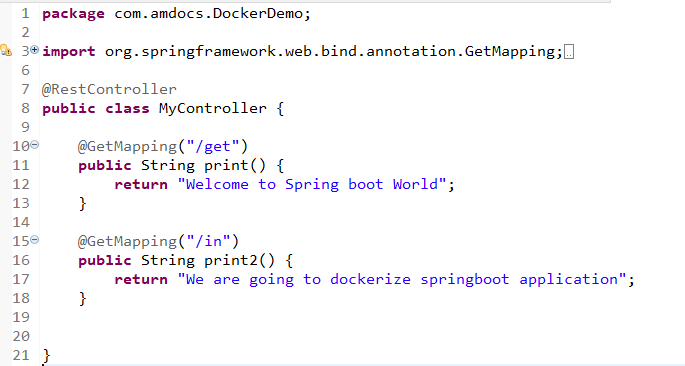 1 package com.amdocs.DockerDemo;
2
3 import org.springframework.web.bind.annotation.GetMapping;
6
7 @RestController
8 public class MyController {
9
10 @GetMapping("/get")
11 public String print() {
12 return "Welcome to Spring boot World";
13 }
14
15 @GetMapping("/in")
16 public String print2() {
17 return "We are going to dockerize springboot application";
18 }
19
20
21 }